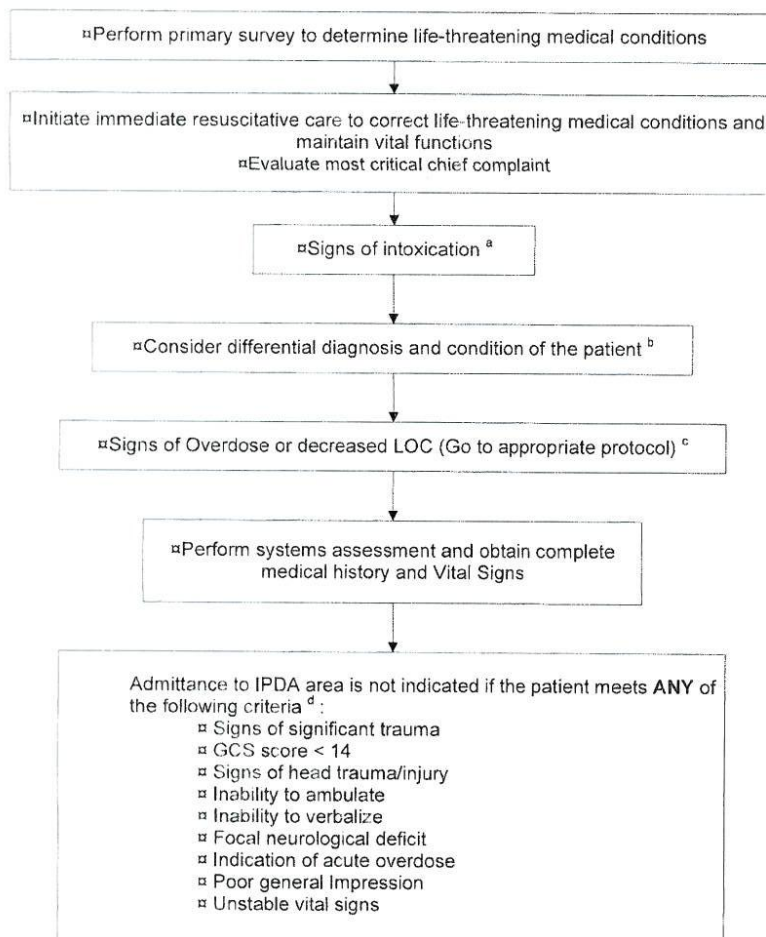 ¤Perform primary survey to determine life-threatening medical conditions
¤Initiate immediate resuscitative care to correct life-threatening medical conditions and
maintain vital functions
¤Evaluate most critical chief complaint
¤Signs of intoxication a
¤Consider differential diagnosis and condition of the patient b
¤Signs of Overdose or decreased LOC (Go to appropriate protocol) c
¤Perform systems assessment and obtain complete
medical history and Vital Signs
Admittance to IPDA area is not indicated if the patient meets ANY of
the following criteria d :
¤ Signs of significant trauma
¤ GCS score < 14
¤ Signs of head trauma/injury
¤ Inability to ambulate
¤ Inability to verbalize
¤ Focal neurological deficit
¤ Indication of acute overdose
¤ Poor general Impression
¤ Unstable vital signs